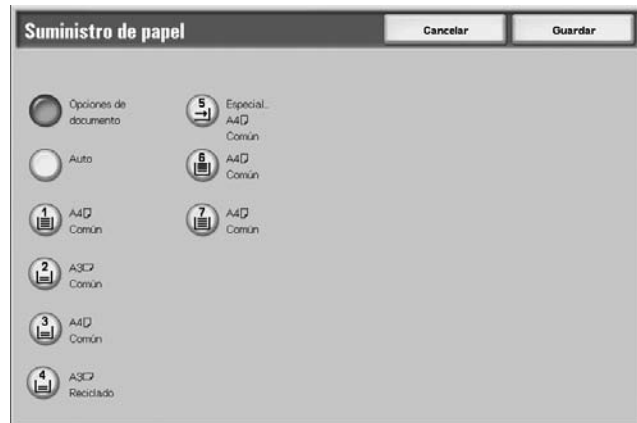 Suministro de papel
Cancelar
Guardar
Opciones de
documento
Auto
1
A4
Común
2
A3
Común
3
A4
Común
4
A3
Reciclado
5
Especial..
A4
Común
6
A4
Común
7
A4
Común